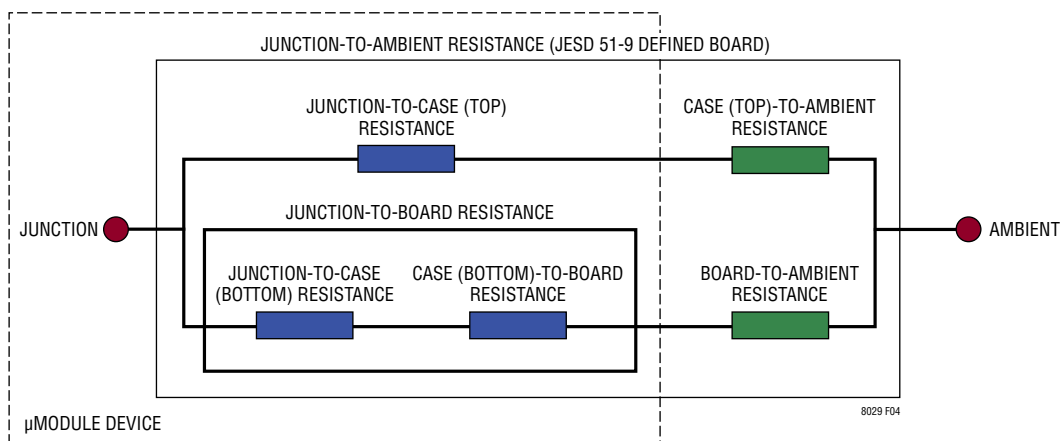 JUNCTION-TO-AMBIENT RESISTANCE (JESD 51-9 DEFINED BOARD)
JUNCTION-TO-CASE (TOP)
RESISTANCE
CASE (TOP)-TO-AMBIENT
RESISTANCE
JUNCTION-TO-BOARD RESISTANCE
JUNCTION
AMBIENT
JUNCTION-TO-CASE
(BOTTOM) RESISTANCE
CASE (BOTTOM)-TO-BOARD
RESISTANCE
BOARD-TO-AMBIENT
RESISTANCE
8029 F04
µMODULE DEVICE